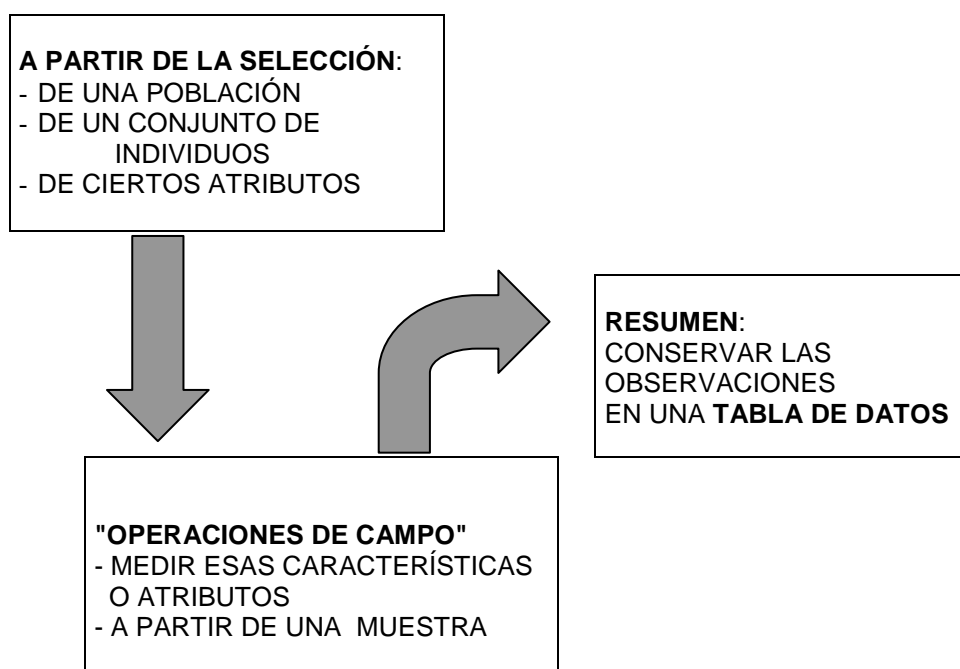 A PARTIR DE LA SELECCIÓN:
- DE UNA POBLACIÓN
- DE UN CONJUNTO DE
INDIVIDUOS
- DE CIERTOS ATRIBUTOS
"OPERACIONES DE CAMPO"
- MEDIR ESAS CARACTERÍSTICAS
O ATRIBUTOS
- A PARTIR DE UNA MUESTRA
RESUMEN:
CONSERVAR LAS
OBSERVACIONES
EN UNA TABLA DE DATOS